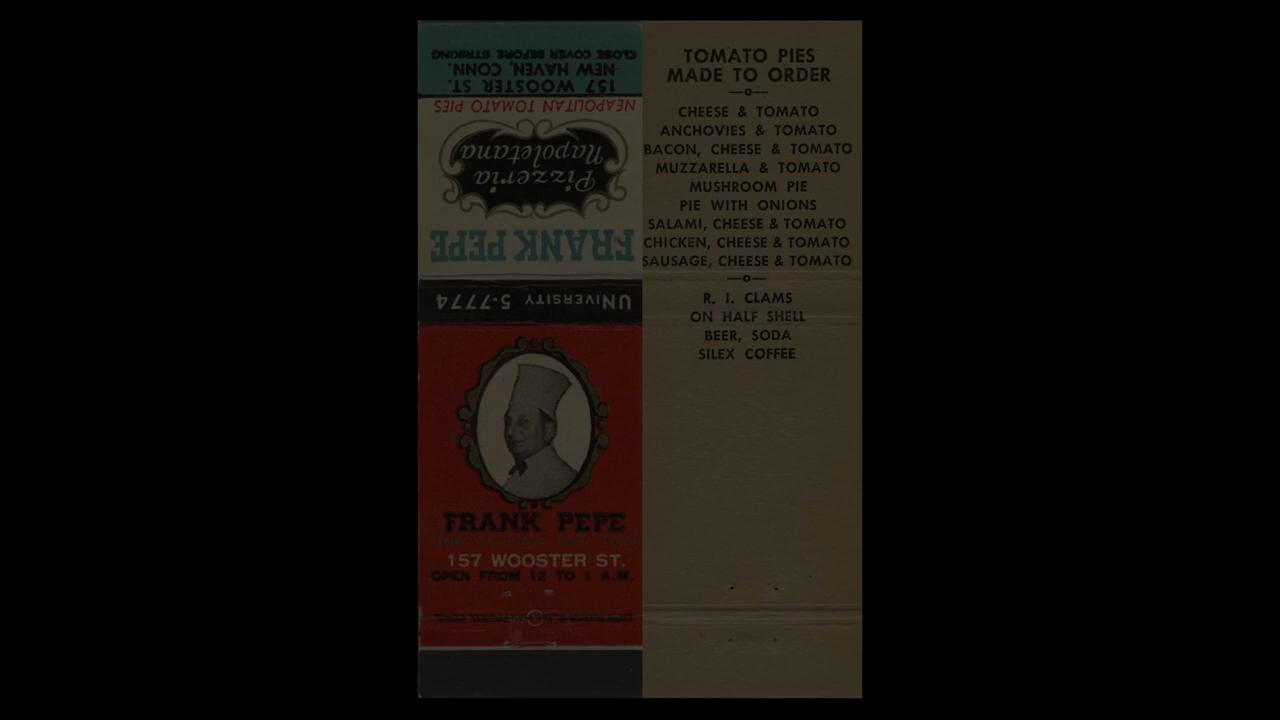 CLOSE COVER BEFORE STRIKING
157 WOOSTER ST.
NEW HAVEN, CONN.
NEAPOLITAN TOMATO PIES
Pizzeria
Napoletana
FRANK PEPE
UNIVERSITY 5-7774
FRANK PEPE
THE ORIGINAL EST.
157 WOOSTER ST.
OPEN FROM 12 TO 1 A.M.
TOMATO PIES
MADE TO ORDER
CHEESE & TOMATO
ANCHOVIES & TOMATO
BACON, CHEESE & TOMATO
MUZZARELLA & TOMATO
MUSHROOM PIE
PIE WITH ONIONS
SALAMI, CHEESE & TOMATO
CHICKEN, CHEESE & TOMATO
SAUSAGE, CHEESE & TOMATO
R. I. CLAMS
ON HALF SHELL
BEER, SODA
SILEX COFFEE